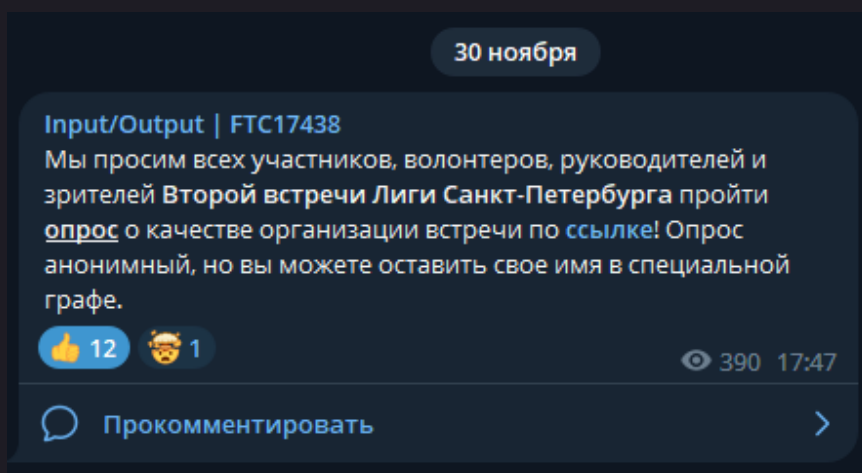 30 ноября
Input/Output | FTC17438
Мы просим всех участников, волонтеров, руководителей и
зрителей Второй встречи Лиги Санкт-Петербурга пройти
опрос о качестве организации встречи по ссылке! Опрос
анонимный, но вы можете оставить свое имя в специальной
графе.
👍 12 🤯 1
390 17:47
Прокомментировать